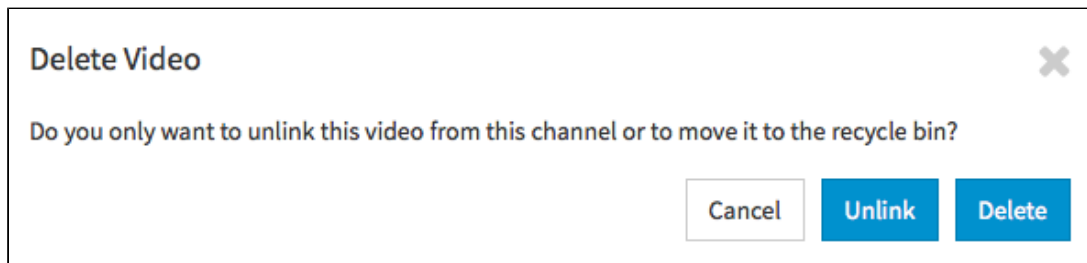 Delete Video
Do you only want to unlink this video from this channel or to move it to the recycle bin?
Cancel Unlink Delete